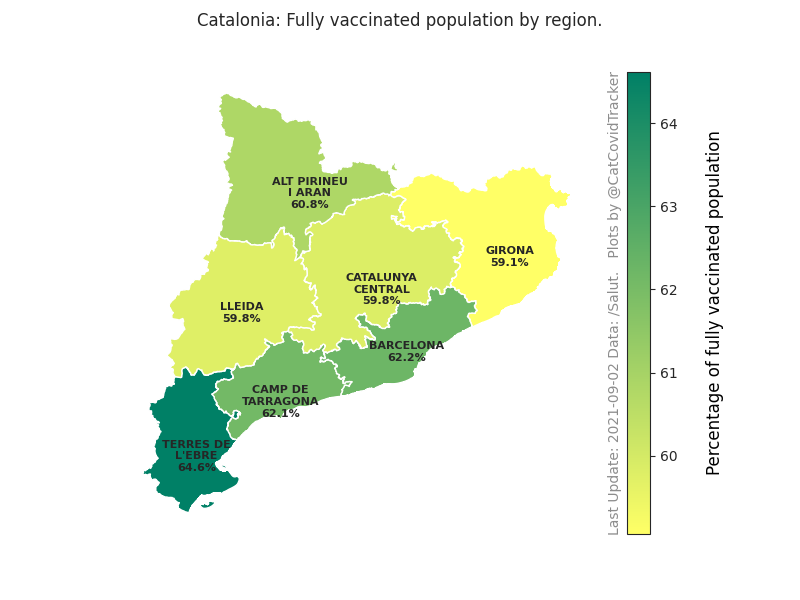 Catalonia: Fully vaccinated population by region.
ALT PIRINEU
I ARAN
60.8%
GIRONA
59.1%
CATALUNYA
CENTRAL
59.8%
LLEIDA
59.8%
BARCELONA
62.2%
CAMP DE
TARRAGONA
62.1%
TERRES DE
L'EBRE
64.6%
Last Update: 2021-09-02 Data: /Salut.   Plots by @CatCovidTracker
64
63
62
61
60
Percentage of fully vaccinated population